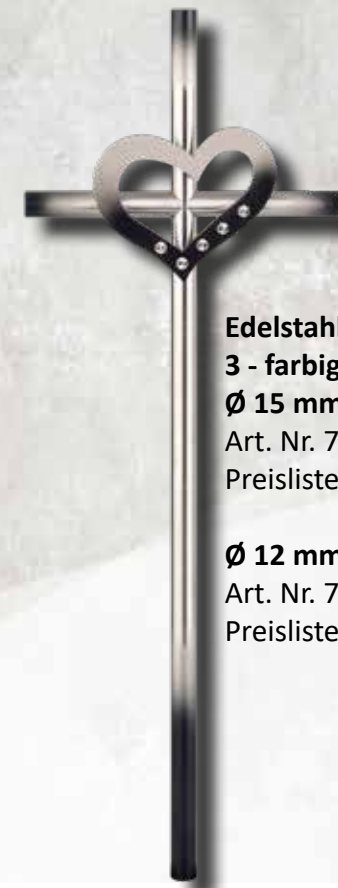 Edelstahl
3 - farbig
Ø 15 mm
Art. Nr. 7
Preisliste

Ø 12 mm
Art. Nr. 7
Preisliste